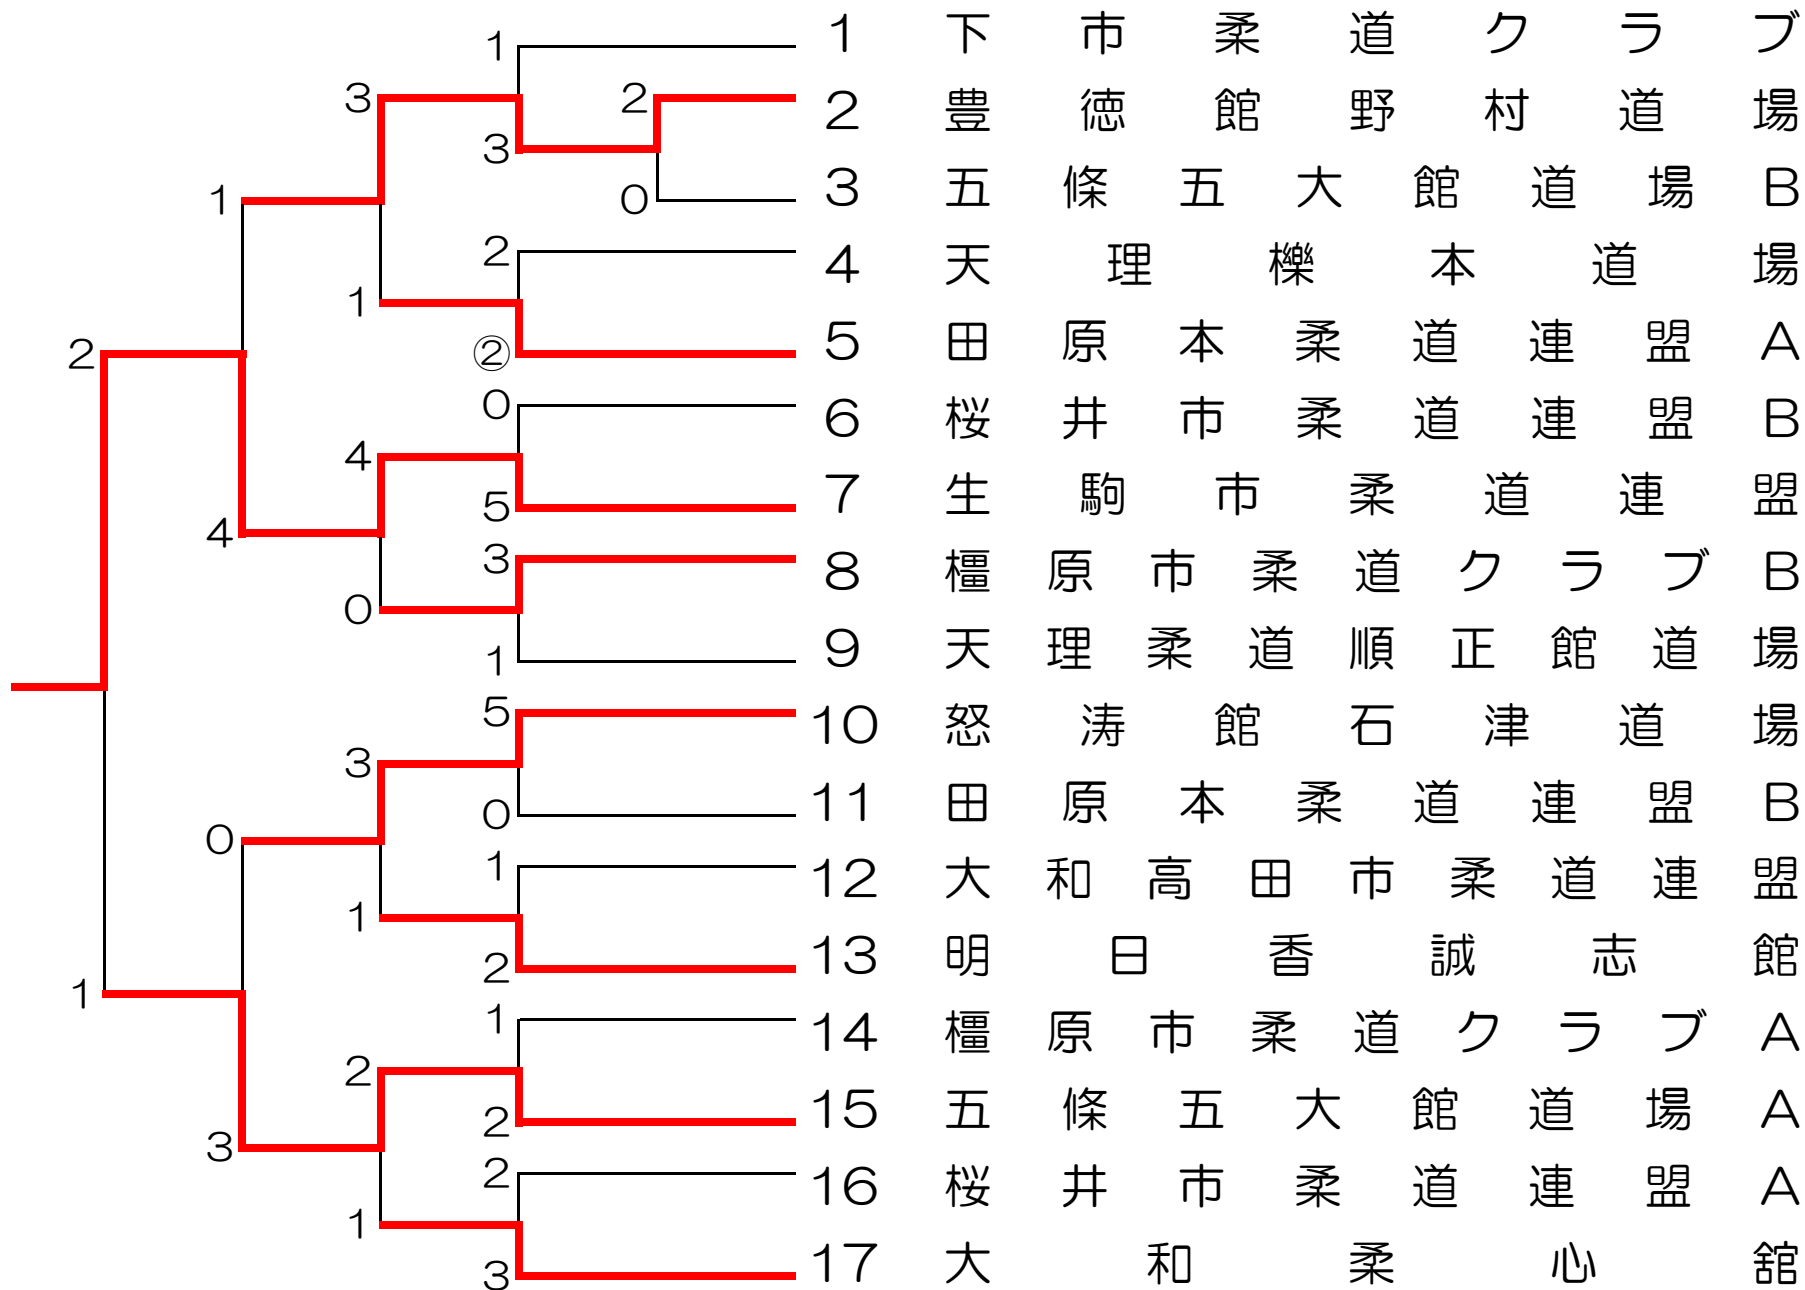 1
1 下市柔道クラブ
3 2 2 豊徳館野村道場
3
1 0 3 五條五大館道場B
2 4 天理櫟本道場
1
2 ② 5 田原本柔道連盟A
0 6 桜井市柔道連盟B
4
5 7 生駒市柔道連盟
4
3 8 橿原市柔道クラブB
0
1 9 天理柔道順正館道場
5 10 怒涛館石津道場
3
0 0 11 田原本柔道連盟B
1 12 大和高田市柔道連盟
1
2 13 明日香誠志館
1
1 14 橿原市柔道クラブA
2
2 15 五條五大館道場A
3
2 16 桜井市柔道連盟A
1
3 17 大和柔心舘